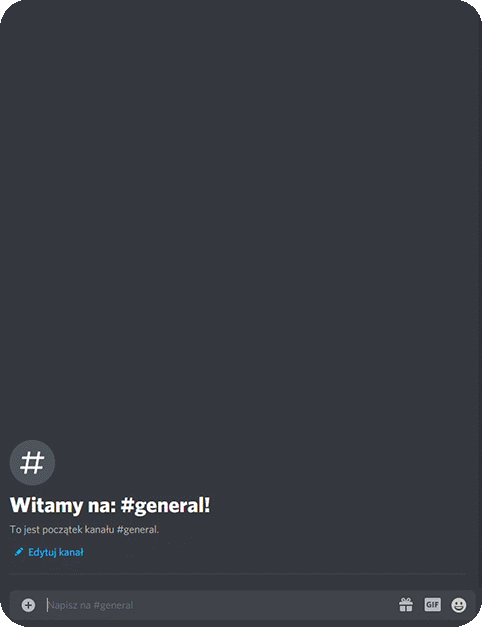 #
Witamy na: #general!
To jest początek kanału #general.
Edytuj kanał
Napisz na #general
GIF